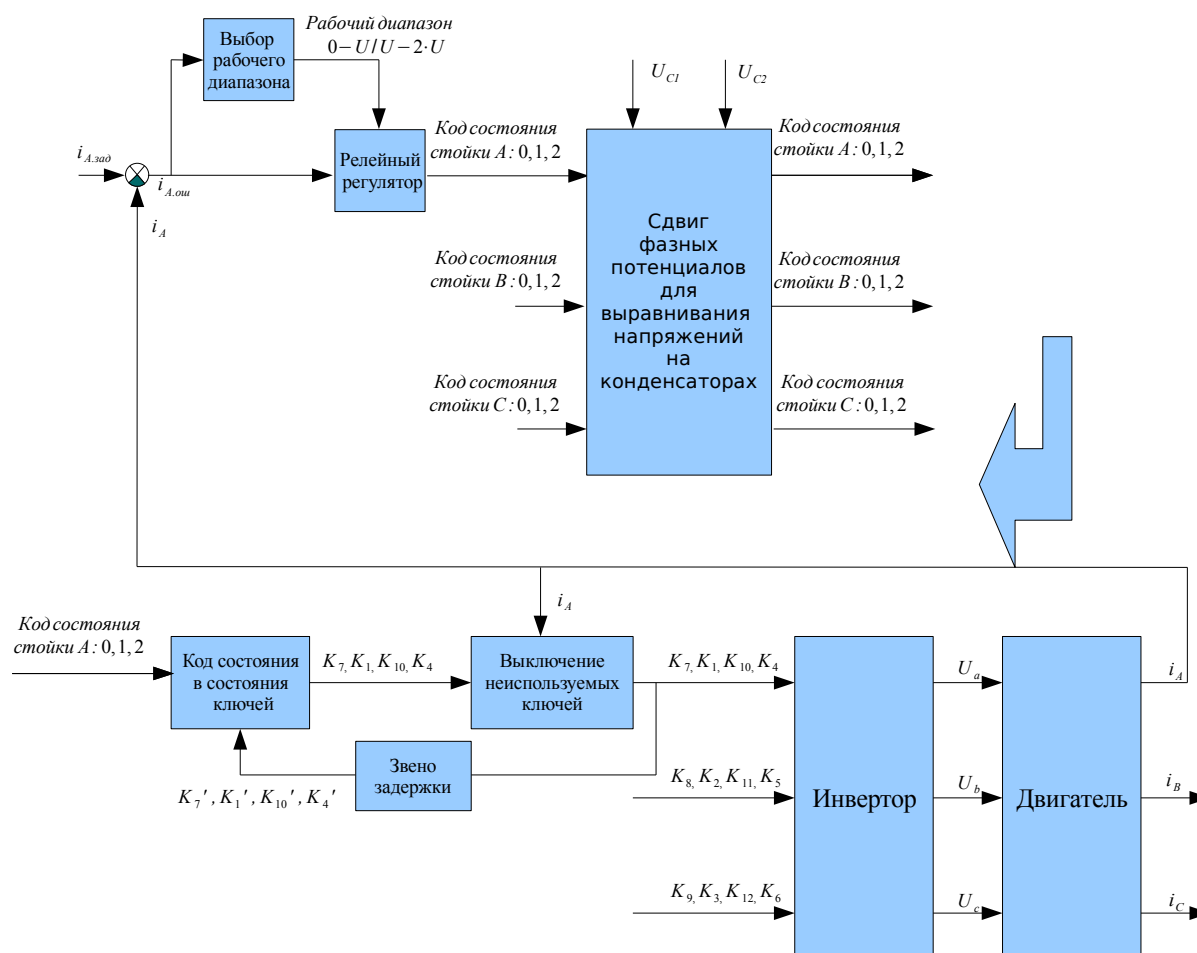 Выбор
рабочего
диапазона
Рабочий диапазон
0−U/U−2·U
U_C1
U_C2
i_A.зад
i_A.ош
i_A
Релейный
регулятор
Код состояния
стойки A: 0, 1, 2
Код состояния
стойки B: 0, 1, 2
Код состояния
стойки C: 0, 1, 2
Сдвиг
фазных
потенциалов
для
выравнивания
напряжений
на
конденсаторах
Код состояния
стойки A: 0, 1, 2
Код состояния
стойки B: 0, 1, 2
Код состояния
стойки C: 0, 1, 2
i_A
Код состояния
стойки A: 0, 1, 2
Код состояния
в состояния
ключей
K_7, K_1, K_10, K_4
Выключение
неиспользуемых
ключей
K_7, K_1, K_10, K_4
Звено
задержки
K_7', K_1', K_10', K_4'
K_8, K_2, K_11, K_5
K_9, K_3, K_12, K_6
Инвертор
U_a
U_b
U_c
Двигатель
i_A
i_B
i_C